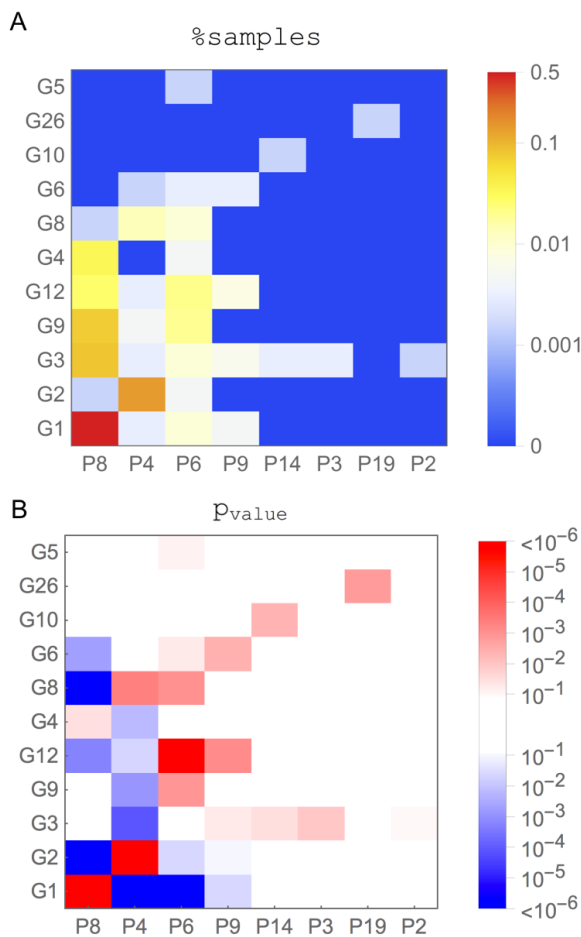 A
%samples
G5
G26
G10
G6
G8
G4
G12
G9
G3
G2
G1
P8 P4 P6 P9 P14 P3 P19 P2
0.5
0.1
0.01
0.001
0
B
pvalue
G5
G26
G10
G6
G8
G4
G12
G9
G3
G2
G1
P8 P4 P6 P9 P14 P3 P19 P2
<10−6
10−5
10−4
10−3
10−2
10−1
10−1
10−2
10−3
10−4
10−5
<10−6